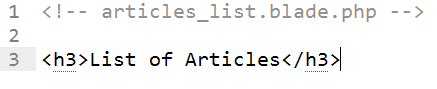 1 <!-- articles_list.blade.php -->
2
3 <h3>List of Articles</h3>